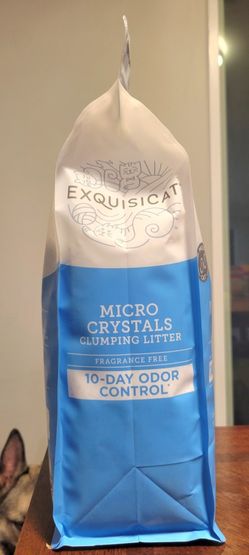 EXQUISICAT
MICRO
CRYSTALS
CLUMPING LITTER
FRAGRANCE FREE
10-DAY ODOR
CONTROL*